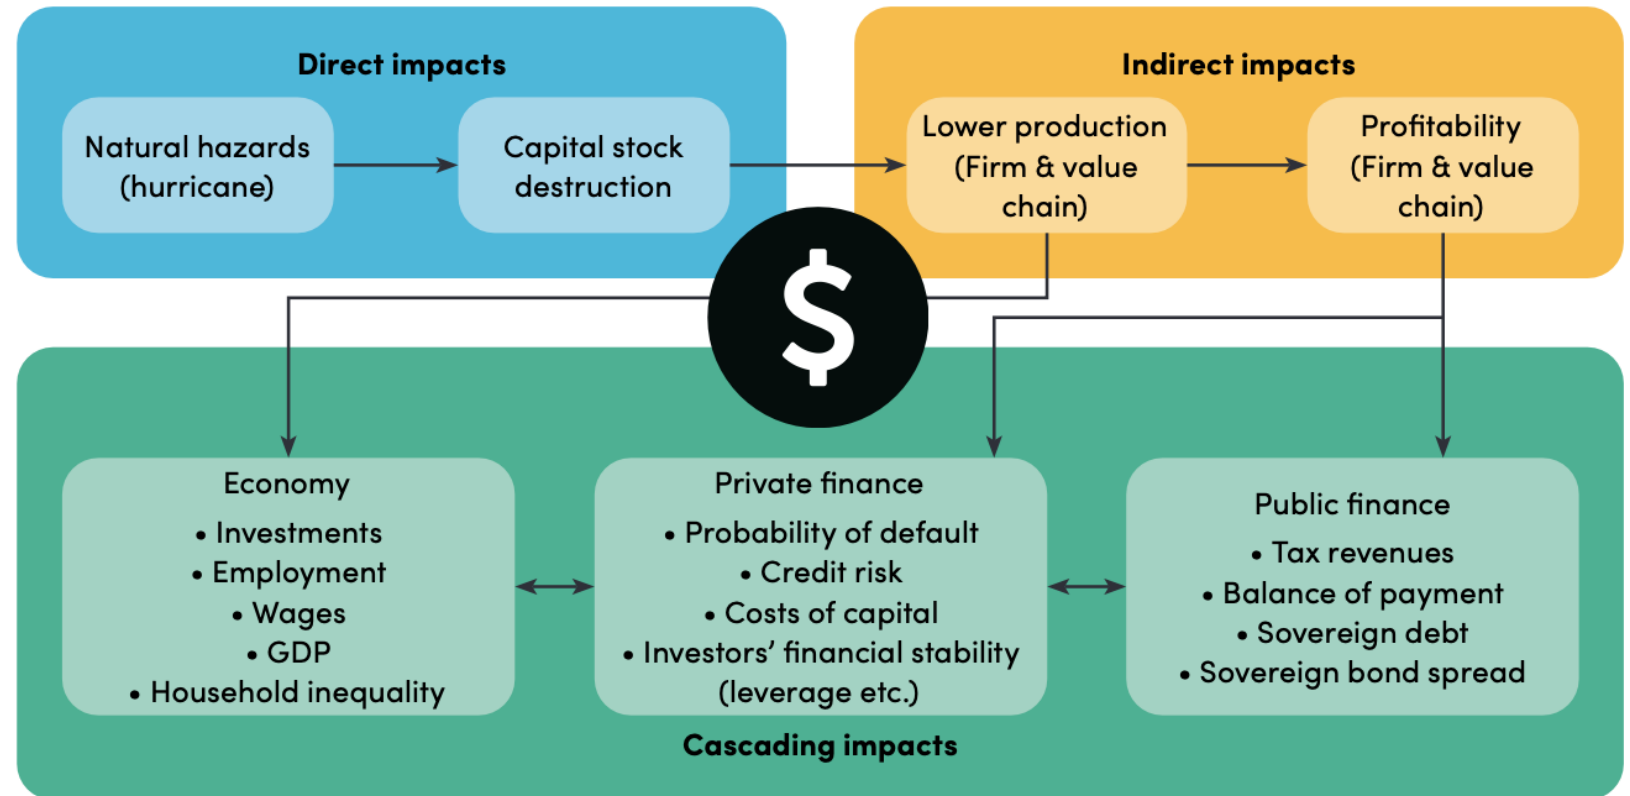 Direct impacts
Natural hazards
(hurricane)
Capital stock
destruction
Indirect impacts
Lower production
(Firm & value
chain)
Profitability
(Firm & value
chain)
$
Economy
• Investments
• Employment
• Wages
• GDP
• Household inequality
Private finance
• Probability of default
• Credit risk
• Costs of capital
• Investors’ financial stability
(leverage etc.)
Public finance
• Tax revenues
• Balance of payment
• Sovereign debt
• Sovereign bond spread
Cascading impacts